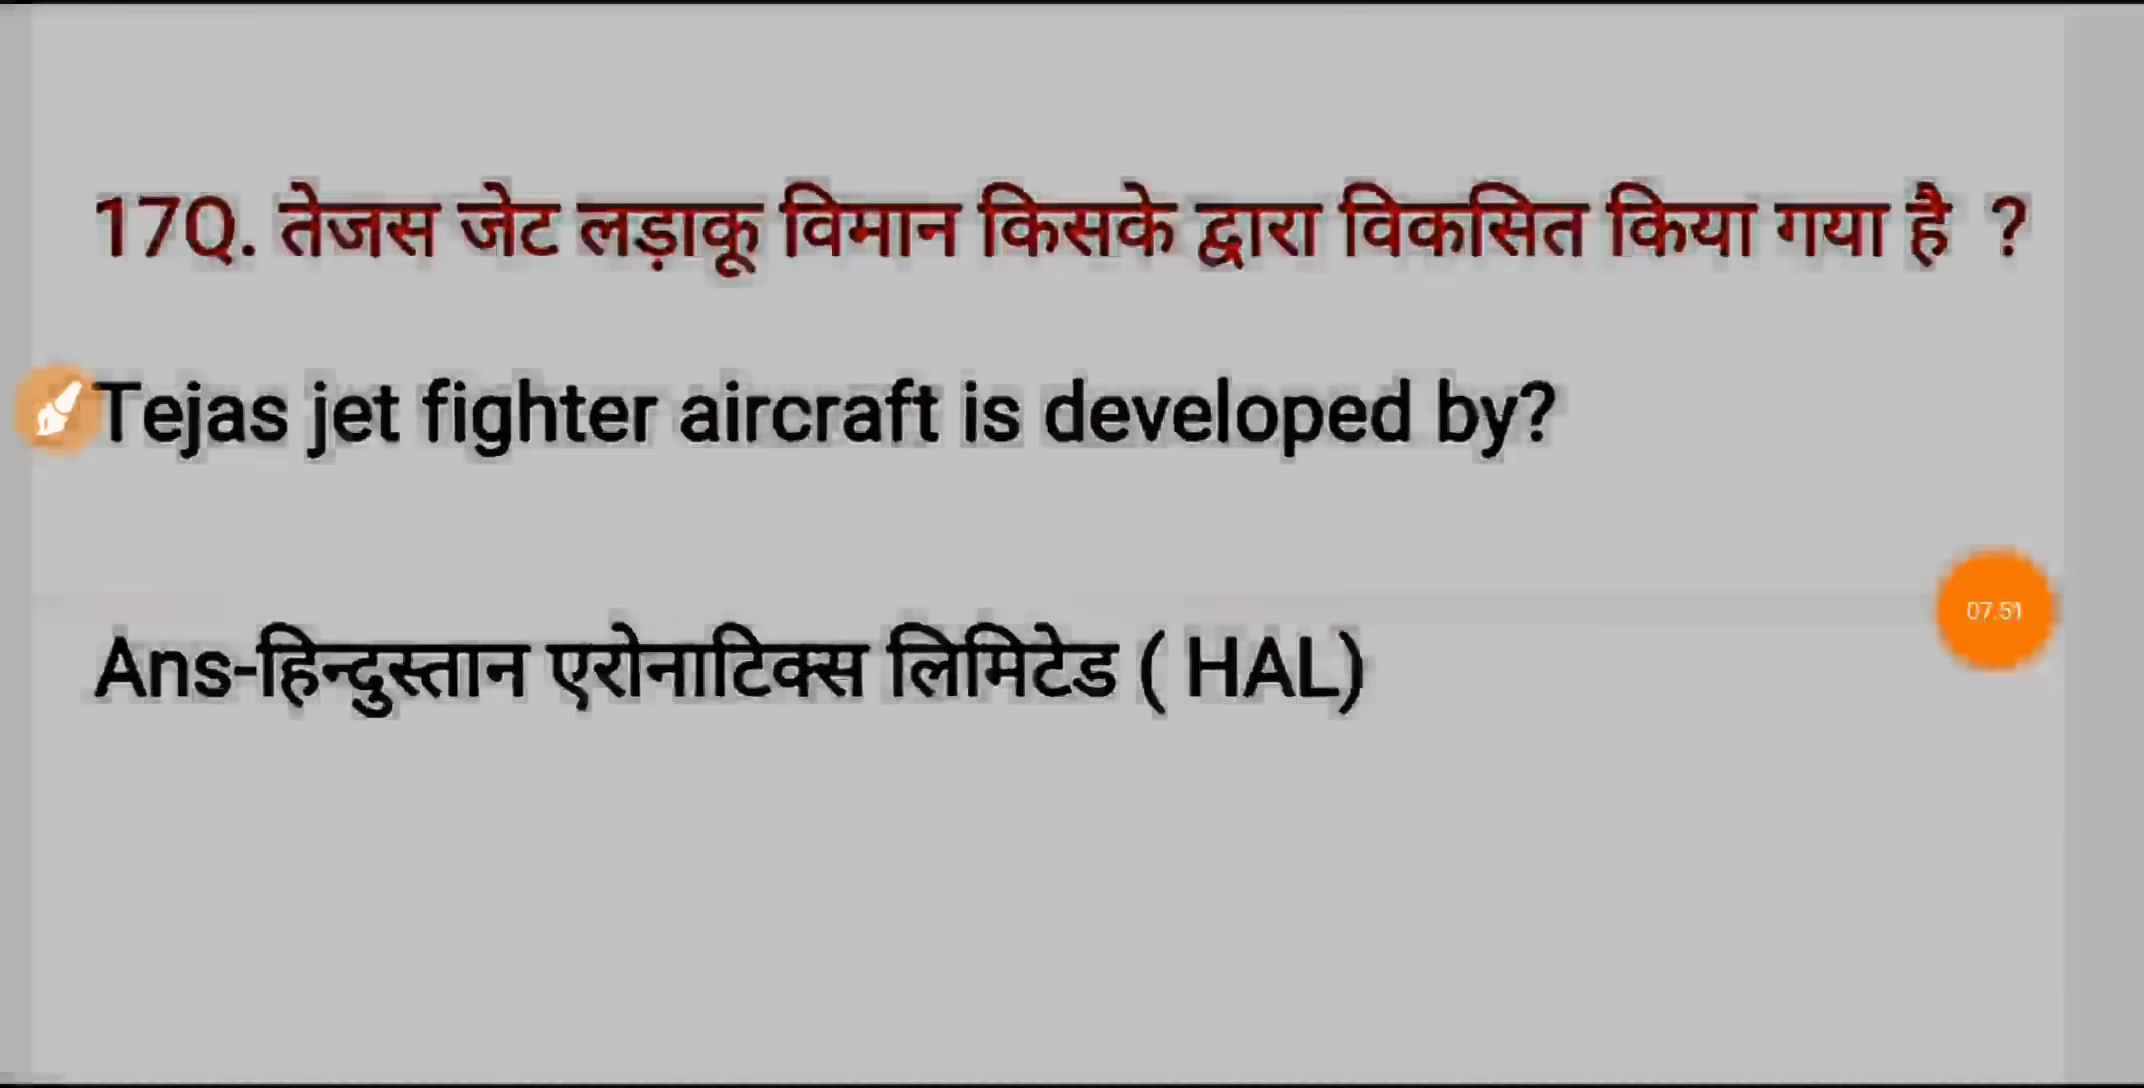 17Q. तेजस जेट लड़ाकू विमान किसके द्वारा विकसित किया गया है ?
Tejas jet fighter aircraft is developed by?
07:51
Ans-हिन्दुस्तान एरोनाटिक्स लिमिटेड ( HAL)